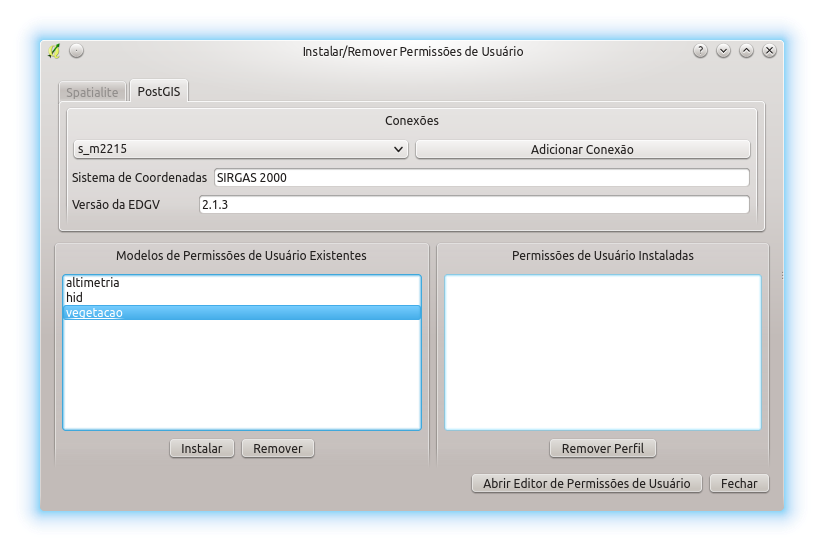 Instalar/Remover Permissões de Usuário
Spatialite
PostGIS
Conexões
s_m2215
Adicionar Conexão
Sistema de Coordenadas SIRGAS 2000
Versão da EDGV 2.1.3
Modelos de Permissões de Usuário Existentes
altimetria
hid
vegetacao
Instalar
Remover
Permissões de Usuário Instaladas
Remover Perfil
Abrir Editor de Permissões de Usuário
Fechar